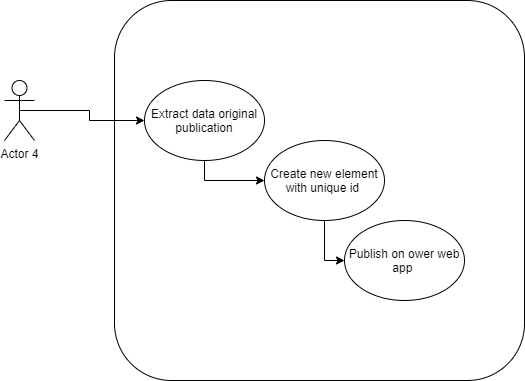 Extract data original
publication
Actor 4
Create new element
with unique id
Publish on ower web
app